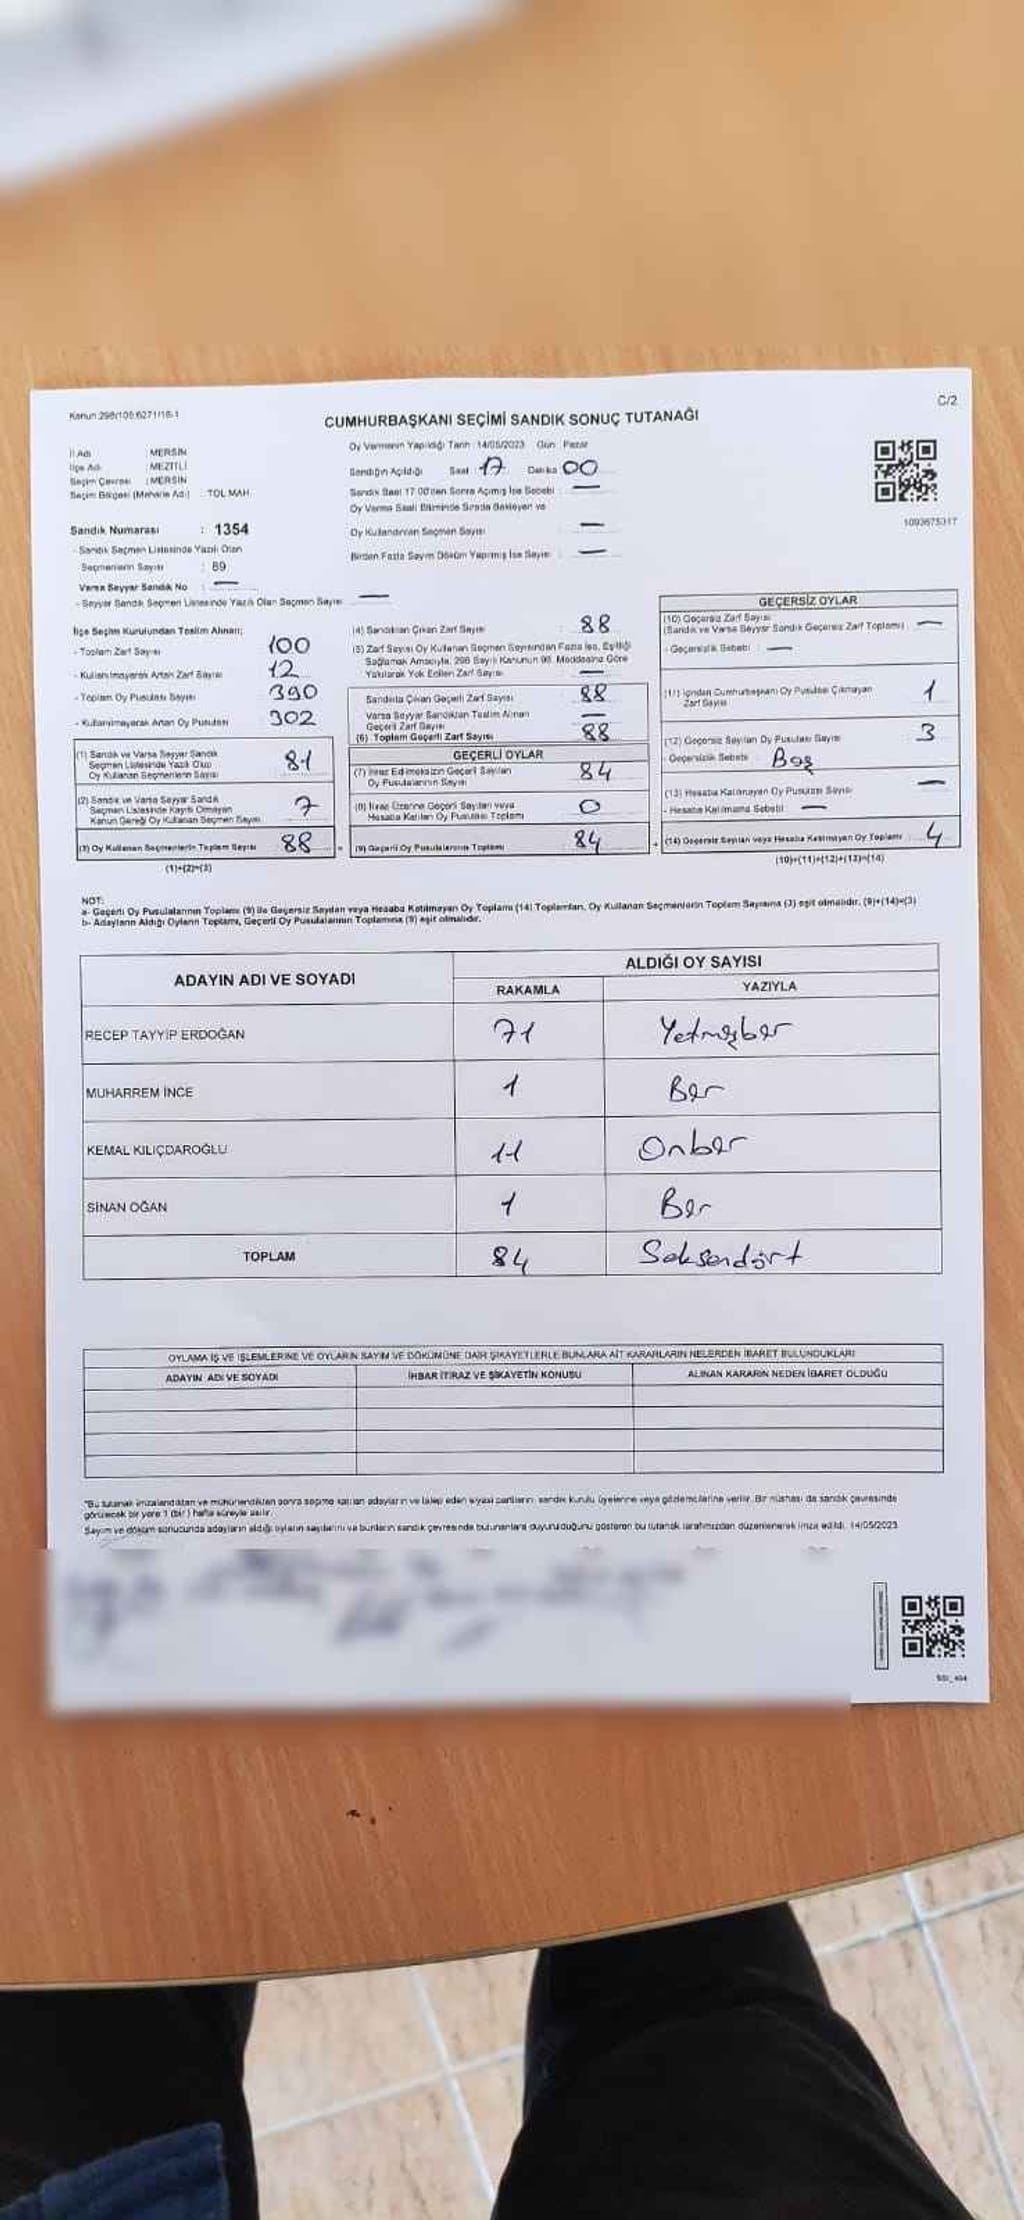 Kanun:298/105;6271/18-1
C/2
CUMHURBAŞKANI SEÇİMİ SANDIK SONUÇ TUTANAĞI
Oy Vermenin Yapıldığı Tarih :14/05/2023 Gün : Pazar
İl Adı : MERSİN
İlçe Adı : MEZİTLİ
Seçim Çevresi : MERSİN
Seçim Bölgesi (Mahalle Adı) : TOL MAH.
Sandığın Açıldığı Saat 17 Dakika 00
Sandık Saat 17.00'den Sonra Açılmış İse Sebebi : —
Oy Verme Saati Bitiminde Sırada Bekleyen ve
Oy Kullandırılan Seçmen Sayısı : —
Birden Fazla Sayım Döküm Yapılmış İse Sayısı : —
1093675317
Sandık Numarası : 1354
- Sandık Seçmen Listesinde Yazılı Olan
Seçmenlerin Sayısı : 89
Varsa Seyyar Sandık No : —
- Seyyar Sandık Seçmen Listesinde Yazılı Olan Seçmen Sayısı : —
İlçe Seçim Kurulundan Teslim Alınan;
- Toplam Zarf Sayısı 100
- Kullanılmayarak Artan Zarf Sayısı 12
- Toplam Oy Pusulası Sayısı 390
- Kullanılmayarak Artan Oy Pusulası 302
(1) Sandık ve Varsa Seyyar Sandık
Seçmen Listesinde Yazılı Olup
Oy Kullanan Seçmenlerin Sayısı 81
(2) Sandık ve Varsa Seyyar Sandık
Seçmen Listesinde Kayıtlı Olmayan
Kanun Gereği Oy Kullanan Seçmen Sayısı 7
(3) Oy Kullanan Seçmenlerin Toplam Sayısı 88
(1)+(2)=(3)
(4) Sandıktan Çıkan Zarf Sayısı : 88
(5) Zarf Sayısı Oy Kullanan Seçmen Sayısından Fazla İse, Eşitliği
Sağlamak Amacıyla, 298 Sayılı Kanunun 98. Maddesine Göre
Yakılarak Yok Edilen Zarf Sayısı : —
Sandıkta Çıkan Geçerli Zarf Sayısı 88
Varsa Seyyar Sandıktan Teslim Alınan
Geçerli Zarf Sayısı —
(6) Toplam Geçerli Zarf Sayısı 88
GEÇERLİ OYLAR
(7) İtiraz Edilmeksizin Geçerli Sayılan
Oy Pusulalarının Sayısı 84
(8) İtiraz Üzerine Geçerli Sayılan veya
Hesaba Katılan Oy Pusulası Toplamı 0
(9) Geçerli Oy Pusulalarının Toplamı 84
GEÇERSİZ OYLAR
(10) Geçersiz Zarf Sayısı
(Sandık ve Varsa Seyyar Sandık Geçersiz Zarf Toplamı) : —
- Geçersizlik Sebebi : —
(11) İçinden Cumhurbaşkanı Oy Pusulası Çıkmayan
Zarf Sayısı 1
(12) Geçersiz Sayılan Oy Pusulası Sayısı 3
- Geçersizlik Sebebi : Boş
(13) Hesaba Katılmayan Oy Pusulası Sayısı —
- Hesaba Katılmama Sebebi : —
(14) Geçersiz Sayılan veya Hesaba Katılmayan Oy Toplamı 4
(10)+(11)+(12)+(13)=(14)
NOT:
a- Geçerli Oy Pusulalarının Toplamı (9) ile Geçersiz Sayılan veya Hesaba Katılmayan Oy Toplamı (14) Toplamları, Oy Kullanan Seçmenlerin Toplam Sayısına (3) eşit olmalıdır. (9)+(14)=(3)
b- Adayların Aldığı Oyların Toplamı, Geçerli Oy Pusulalarının Toplamına (9) eşit olmalıdır.
ADAYIN ADI VE SOYADI ALDIĞI OY SAYISI
RAKAMLA YAZIYLA
RECEP TAYYİP ERDOĞAN 71 Yetmişbir
MUHARREM İNCE 1 Bir
KEMAL KILIÇDAROĞLU 11 Onbir
SİNAN OĞAN 1 Bir
TOPLAM 84 Seksendört
OYLAMA İŞ VE İŞLEMLERİNE VE OYLARIN SAYIM VE DÖKÜMÜNE DAİR ŞİKAYETLERLE BUNLARA AİT KARARLARIN NELERDEN İBARET BULUNDUKLARI
ADAYIN ADI VE SOYADI İHBAR İTİRAZ VE ŞİKAYETİN KONUSU ALINAN KARARIN NEDEN İBARET OLDUĞU
*Bu tutanak imzalandıktan ve mühürlendikten sonra seçime katılan adayların ve talep eden siyasi partilerin sandık kurulu üyelerine veya gözlemcilerine verilir. Bir nüshası da sandık çevresinde
görülecek bir yere 1 (bir) hafta süreyle asılır.
Sayım ve döküm sonucunda adayların aldığı oyların sayılarını ve bunların sandık çevresinde bulunanlara duyurulduğunu gösteren bu tutanak tarafımızdan düzenlenerek imza edildi. 14/05/2023